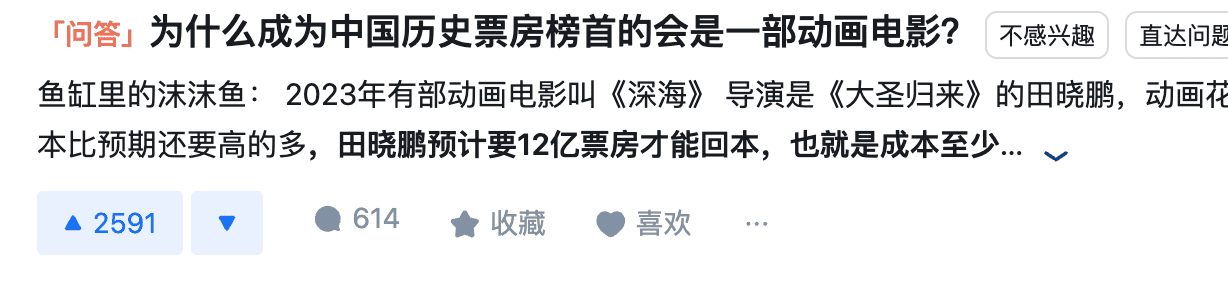 「问答」为什么成为中国历史票房榜首的会是一部动画电影? 不感兴趣 直达问题
鱼缸里的沫沫鱼： 2023年有部动画电影叫《深海》 导演是《大圣归来》的田晓鹏，动画花
本比预期还要高的多，田晓鹏预计要12亿票房才能回本，也就是成本至少...
2591 614 收藏 喜欢 ...